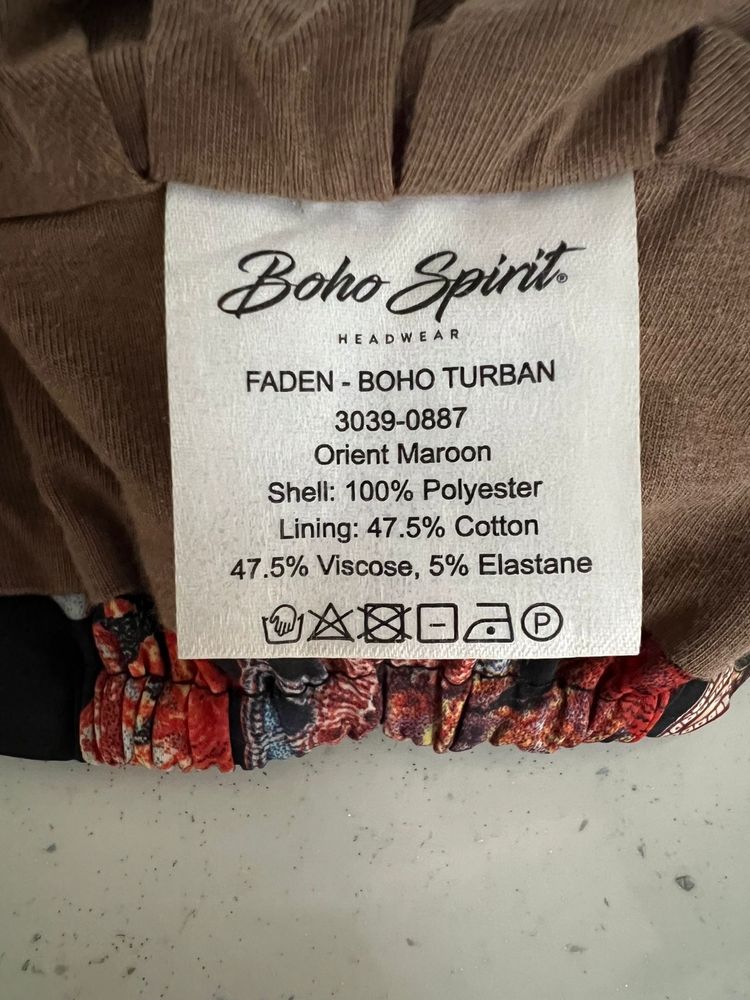 Boho Spirit®
HEADWEAR
FADEN - BOHO TURBAN
3039-0887
Orient Maroon
Shell: 100% Polyester
Lining: 47.5% Cotton
47.5% Viscose, 5% Elastane
P